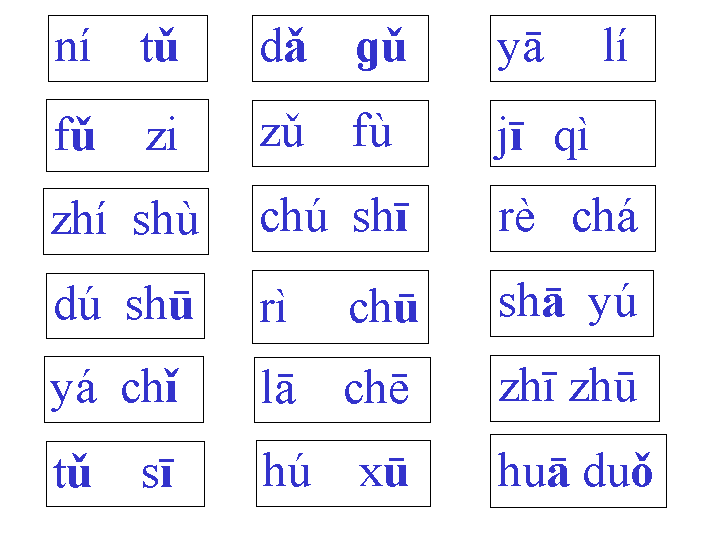 ní tǔ dǎ gǔ yā lí
fǔ zi zǔ fù jī qì
zhí shù chú shī rè chá
dú shū rì chū shā yú
yá chǐ lā chē zhī zhū
tǔ sī hú xū huā duǒ